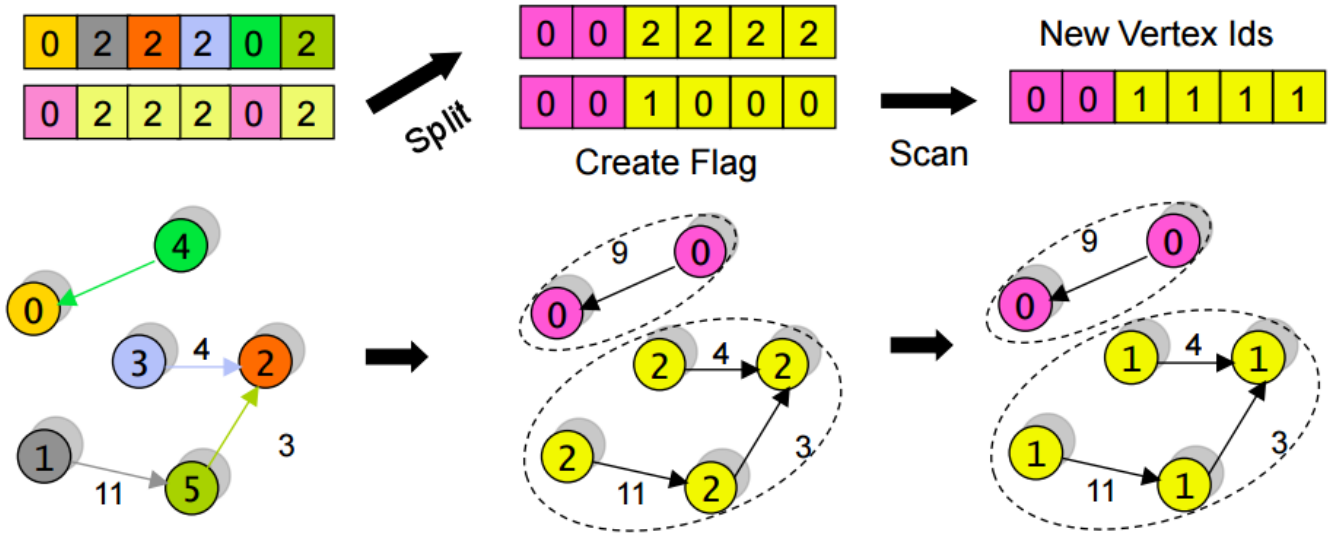 0 2 2 2 0 2
0 2 2 2 0 2
Split
0 0 2 2 2 2
0 0 1 0 0 0
Create Flag
Scan
New Vertex Ids
0 0 1 1 1 1
4
0
3 4 2
1 11 5 3
9 0
0
2 4 2
2 11 2 3
9 0
0
1 4 1
1 11 1 3